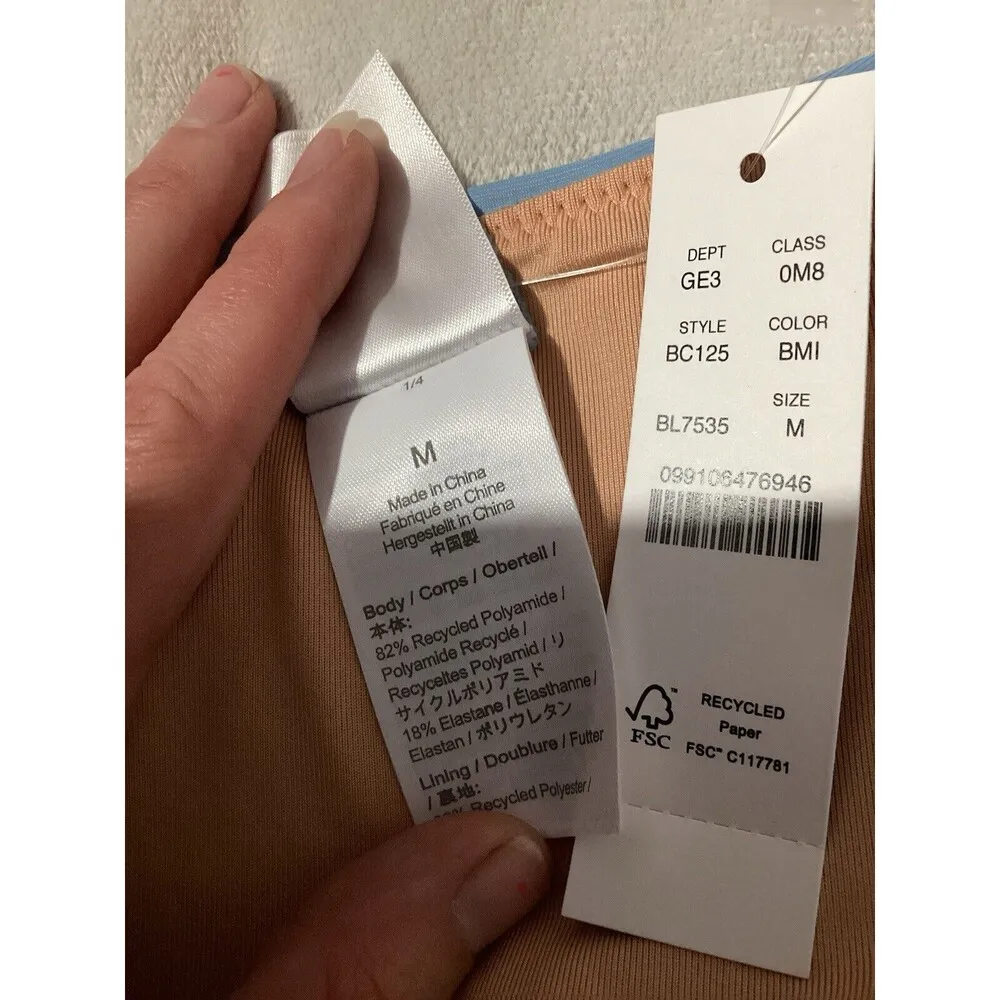 1/4
M
Made in China
Fabriqué en Chine
Hergestellt in China
中国製
Body / Corps / Oberteil /
本体:
82% Recycled Polyamide /
Polyamide Recyclé /
Recyceltes Polyamid / リ
サイクルポリアミド
18% Elastane / Élasthanne /
Elastan / ポリウレタン
Lining / Doublure / Futter
/ 裏地:
Recycled Polyester /
DEPT CLASS
GE3 0M8
STYLE COLOR
BC125 BMI
SIZE
BL7535 M
099106476946
FSC™
RECYCLED
Paper
FSC™ C117781